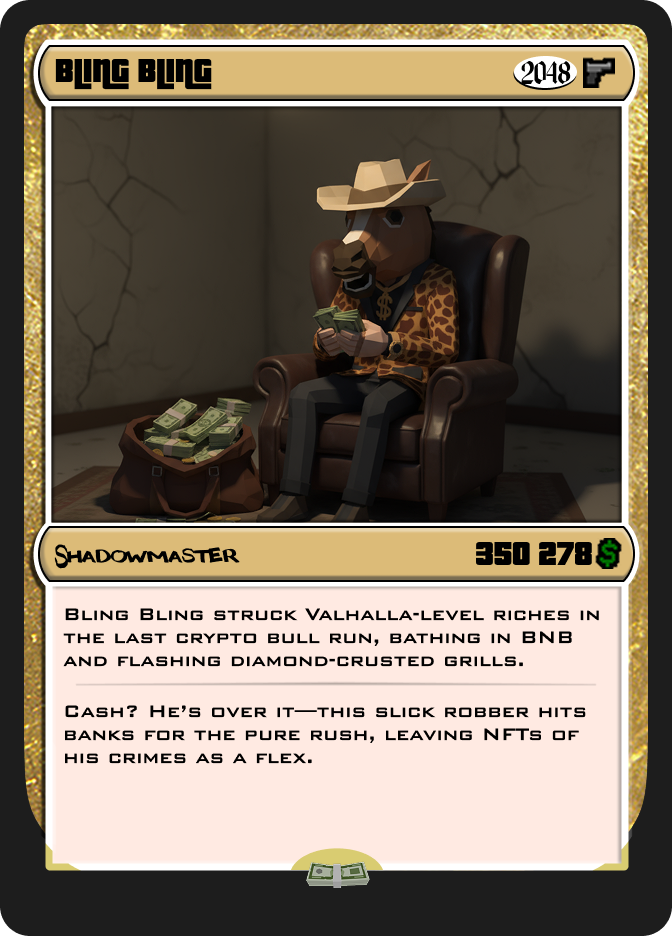 Bling Bling
2048
Shadowmaster
350 278$
Bling Bling struck Valhalla-level riches in
the last crypto bull run, bathing in BNB
and flashing diamond-crusted grills.
Cash? He's over it—this slick robber hits
banks for the pure rush, leaving NFTs of
his crimes as a flex.